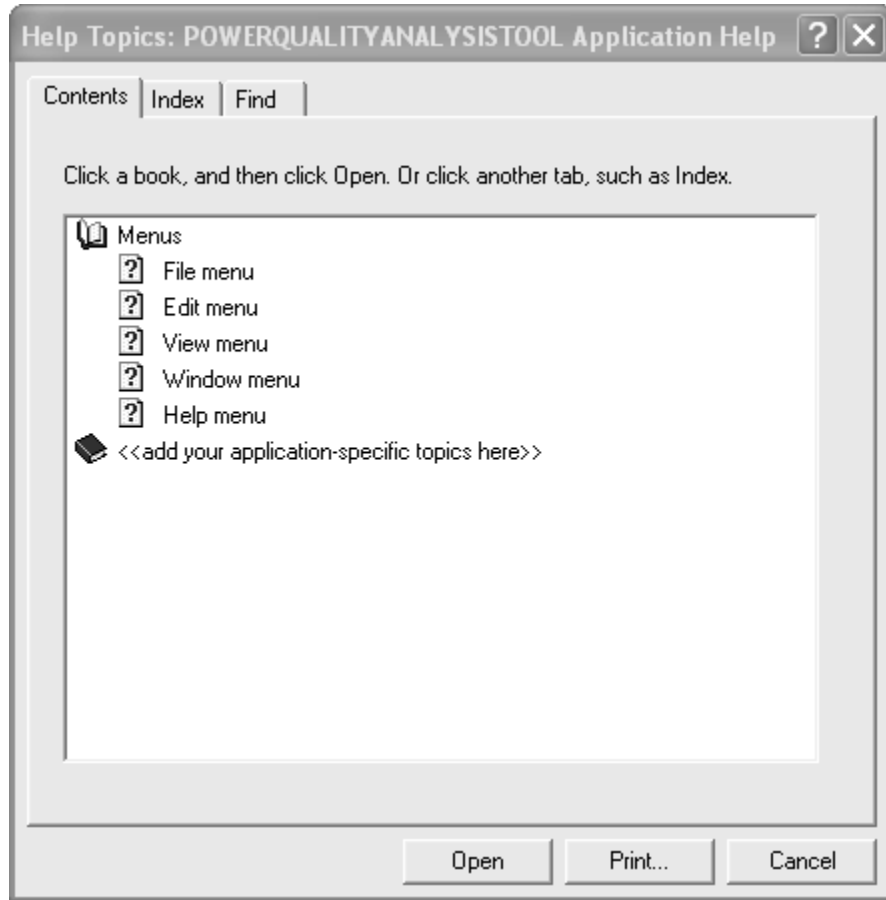 Help Topics: POWERQUALITYANALYSISTOOL Application Help
Contents Index Find
Click a book, and then click Open. Or click another tab, such as Index.
Menus
File menu
Edit menu
View menu
Window menu
Help menu
<<add your application-specific topics here>>
Open Print... Cancel